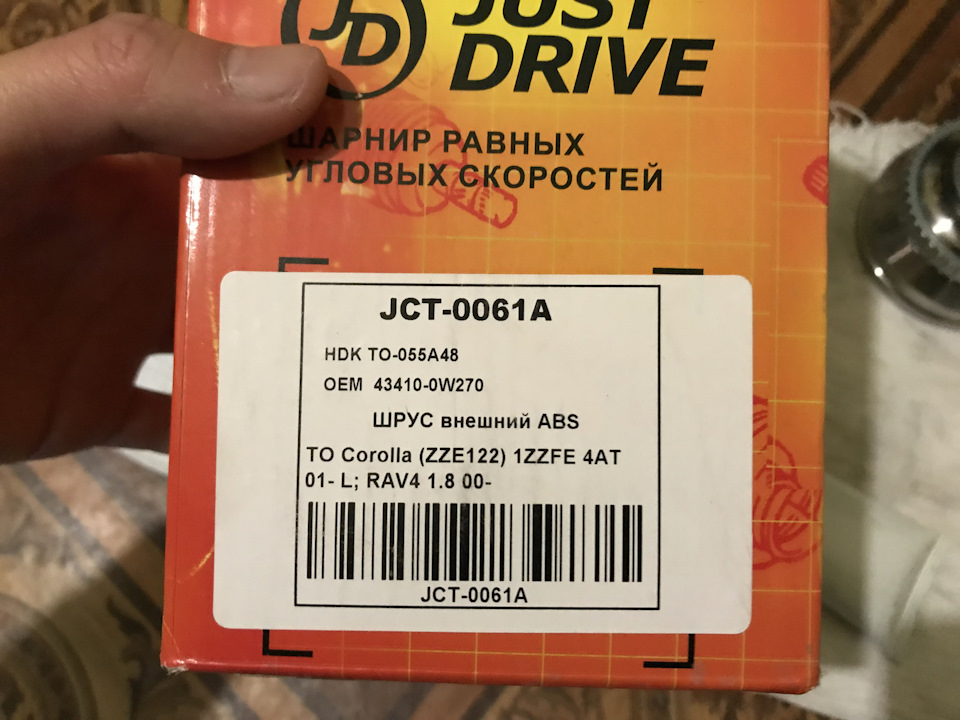 JD
JUST
DRIVE
ШАРНИР РАВНЫХ
УГЛОВЫХ СКОРОСТЕЙ
JCT-0061A
HDK TO-055A48
OEM 43410-0W270
ШРУС внешний ABS
TO Corolla (ZZE122) 1ZZFE 4AT
01- L; RAV4 1.8 00-
JCT-0061A